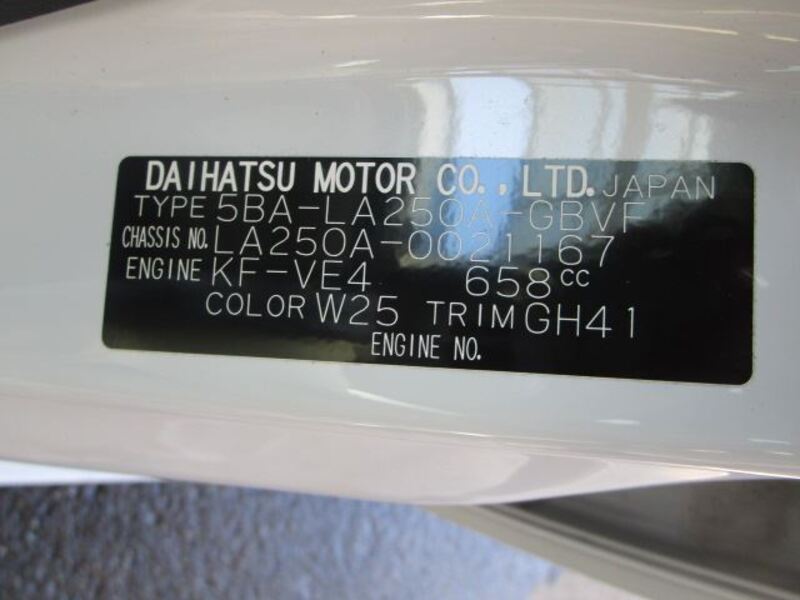 DAIHATSU MOTOR CO., LTD. JAPAN
TYPE 5BA-LA250A-GBVF
CHASSIS NO. LA250A-0021167
ENGINE KF-VE4 658cc
COLOR W25 TRIM GH41
ENGINE NO.